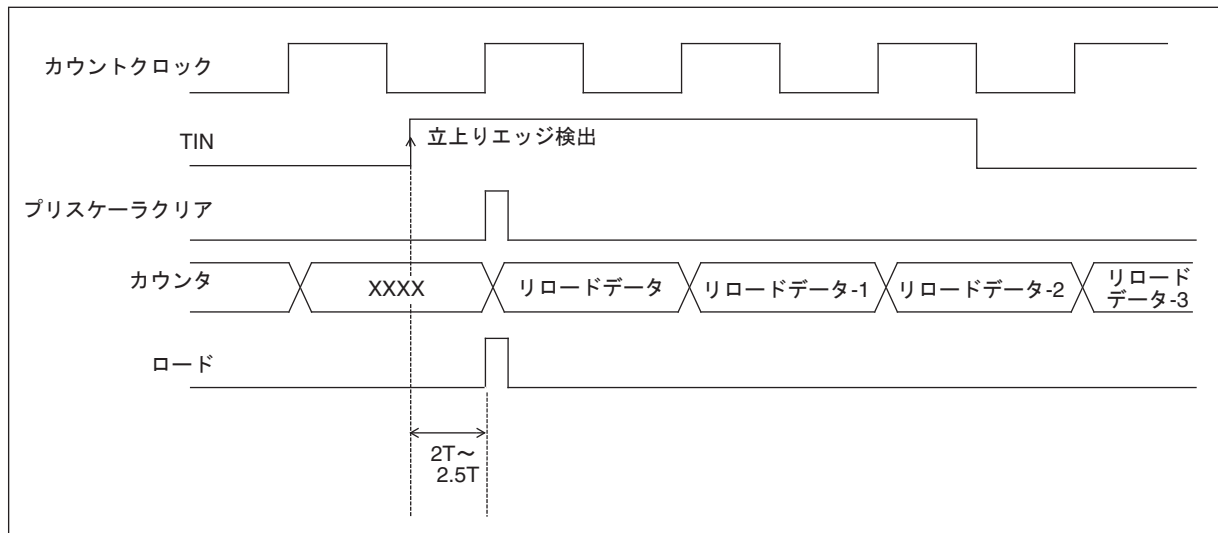 カウントクロック
TIN
立上りエッジ検出
プリスケーラクリア
カウンタ
XXXX
リロードデータ
リロードデータ-1
リロードデータ-2
リロード
データ-3
ロード
2T～
2.5T